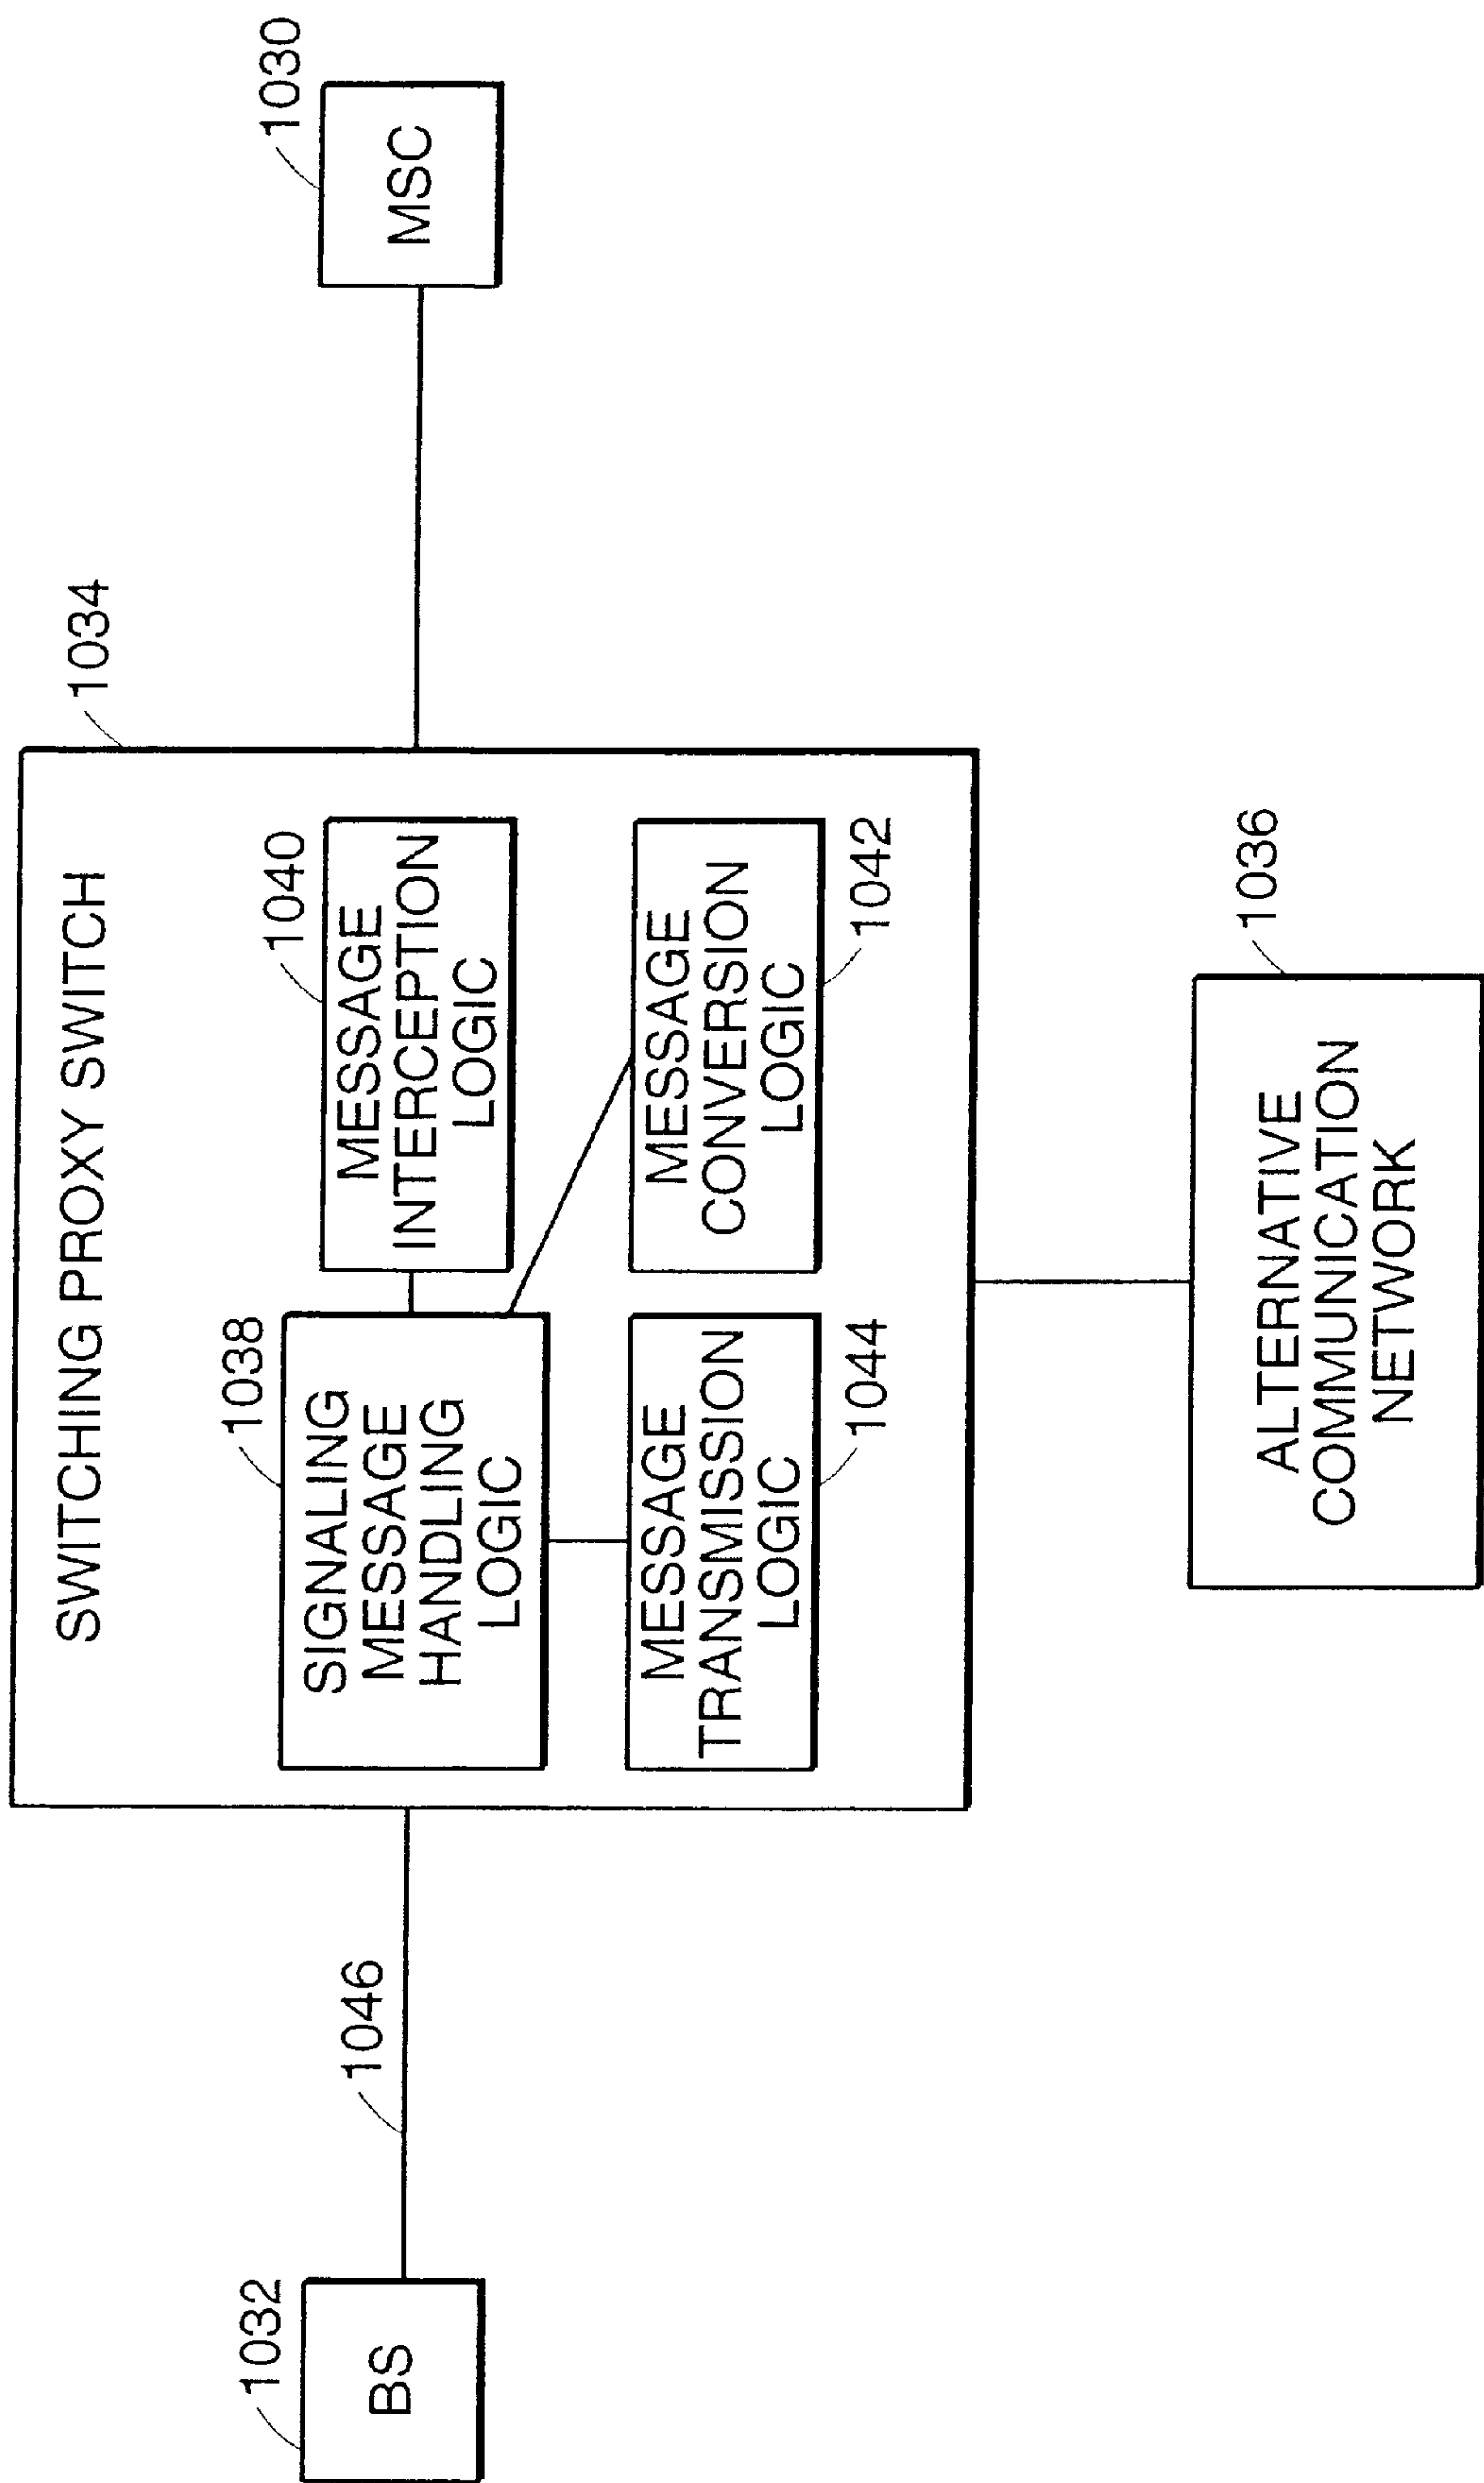 SWITCHING PROXY SWITCH
1034
1030
MSC
1032
BS
1046
1038
SIGNALING
MESSAGE
HANDLING
LOGIC
1040
MESSAGE
INTERCEPTION
LOGIC
MESSAGE
TRANSMISSION
LOGIC
1044
MESSAGE
CONVERSION
LOGIC
1042
1036
ALTERNATIVE
COMMUNICATION
NETWORK